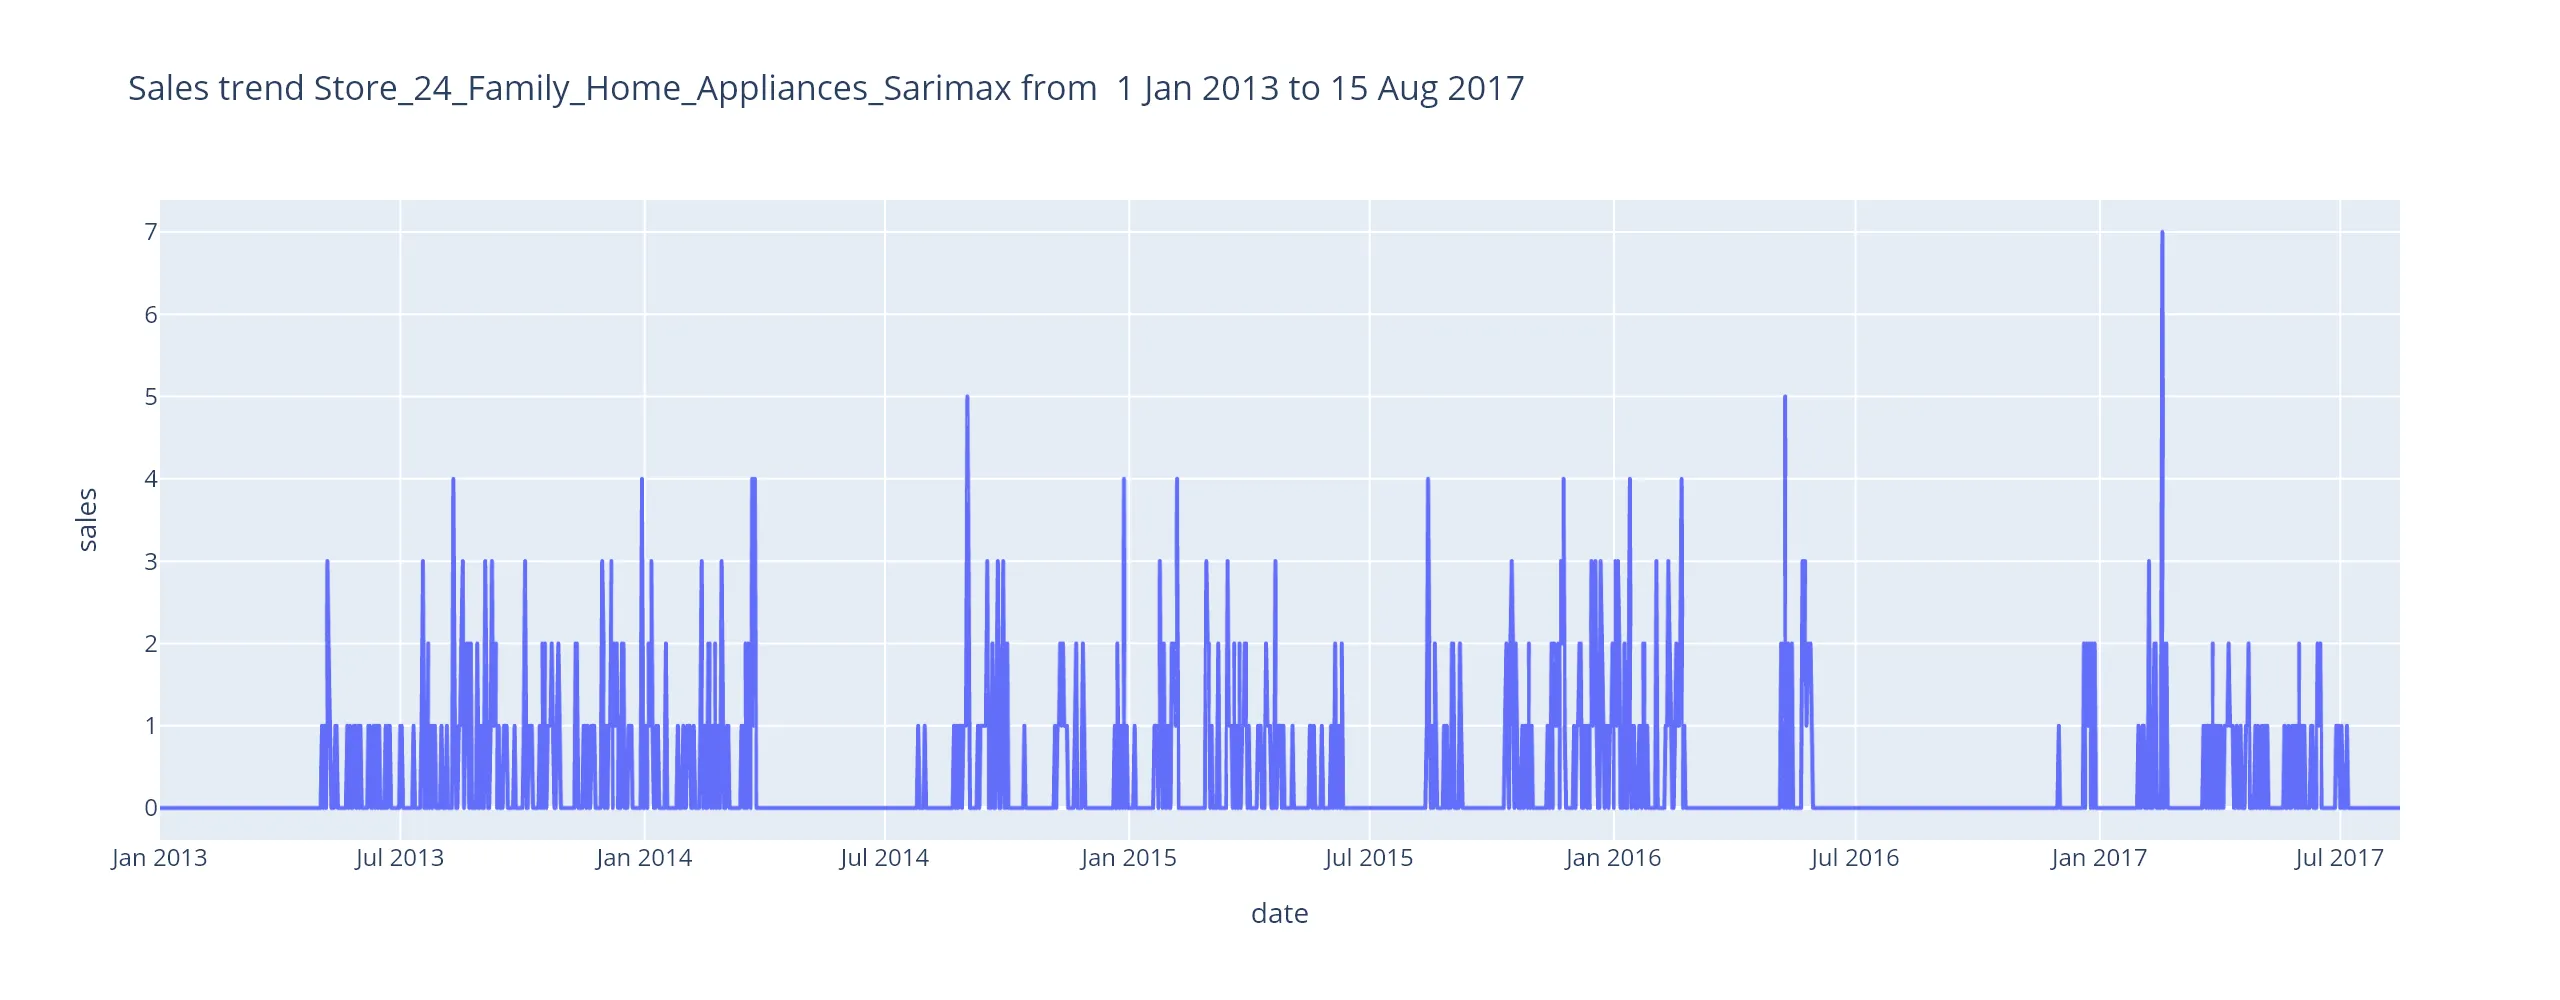 Sales trend Store_24_Family_Home_Appliances_Sarimax from  1 Jan 2013 to 15 Aug 2017
7
6
5
4
3
2
1
0
sales
Jan 2013 Jul 2013 Jan 2014 Jul 2014 Jan 2015 Jul 2015 Jan 2016 Jul 2016 Jan 2017 Jul 2017
date